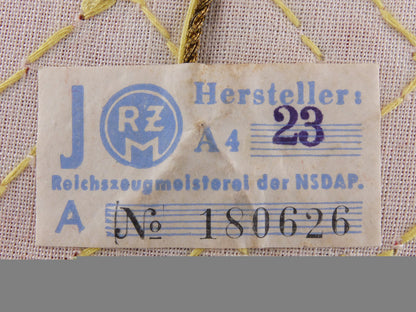 J RZM Hersteller:
A4 23
Reichszeugmeisterei der NSDAP.
A № 180626